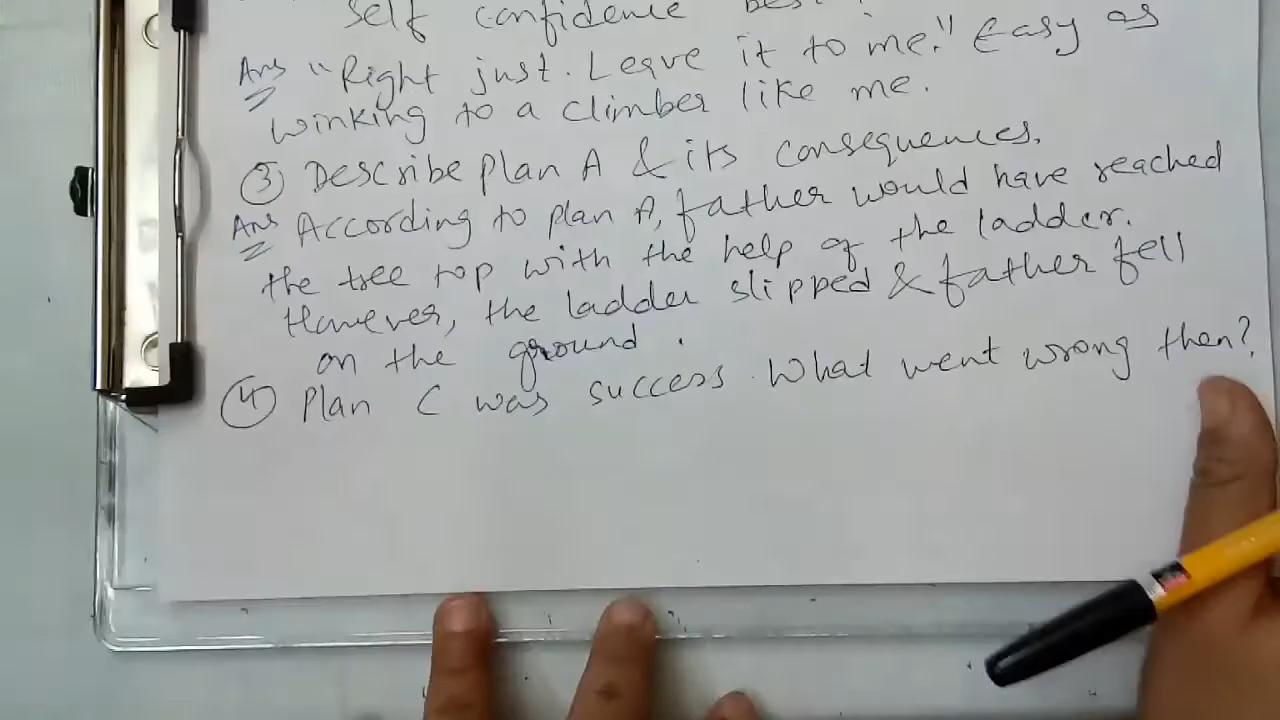 self confidence best?
Ans "Right just. Leave it to me." Easy as
winking to a climber like me.
③ Describe plan A & its consequences.
Ans According to plan A, father would have reached
the tree top with the help of the ladder.
However, the ladder slipped & father fell
on the ground.
④ Plan C was success. What went wrong then?